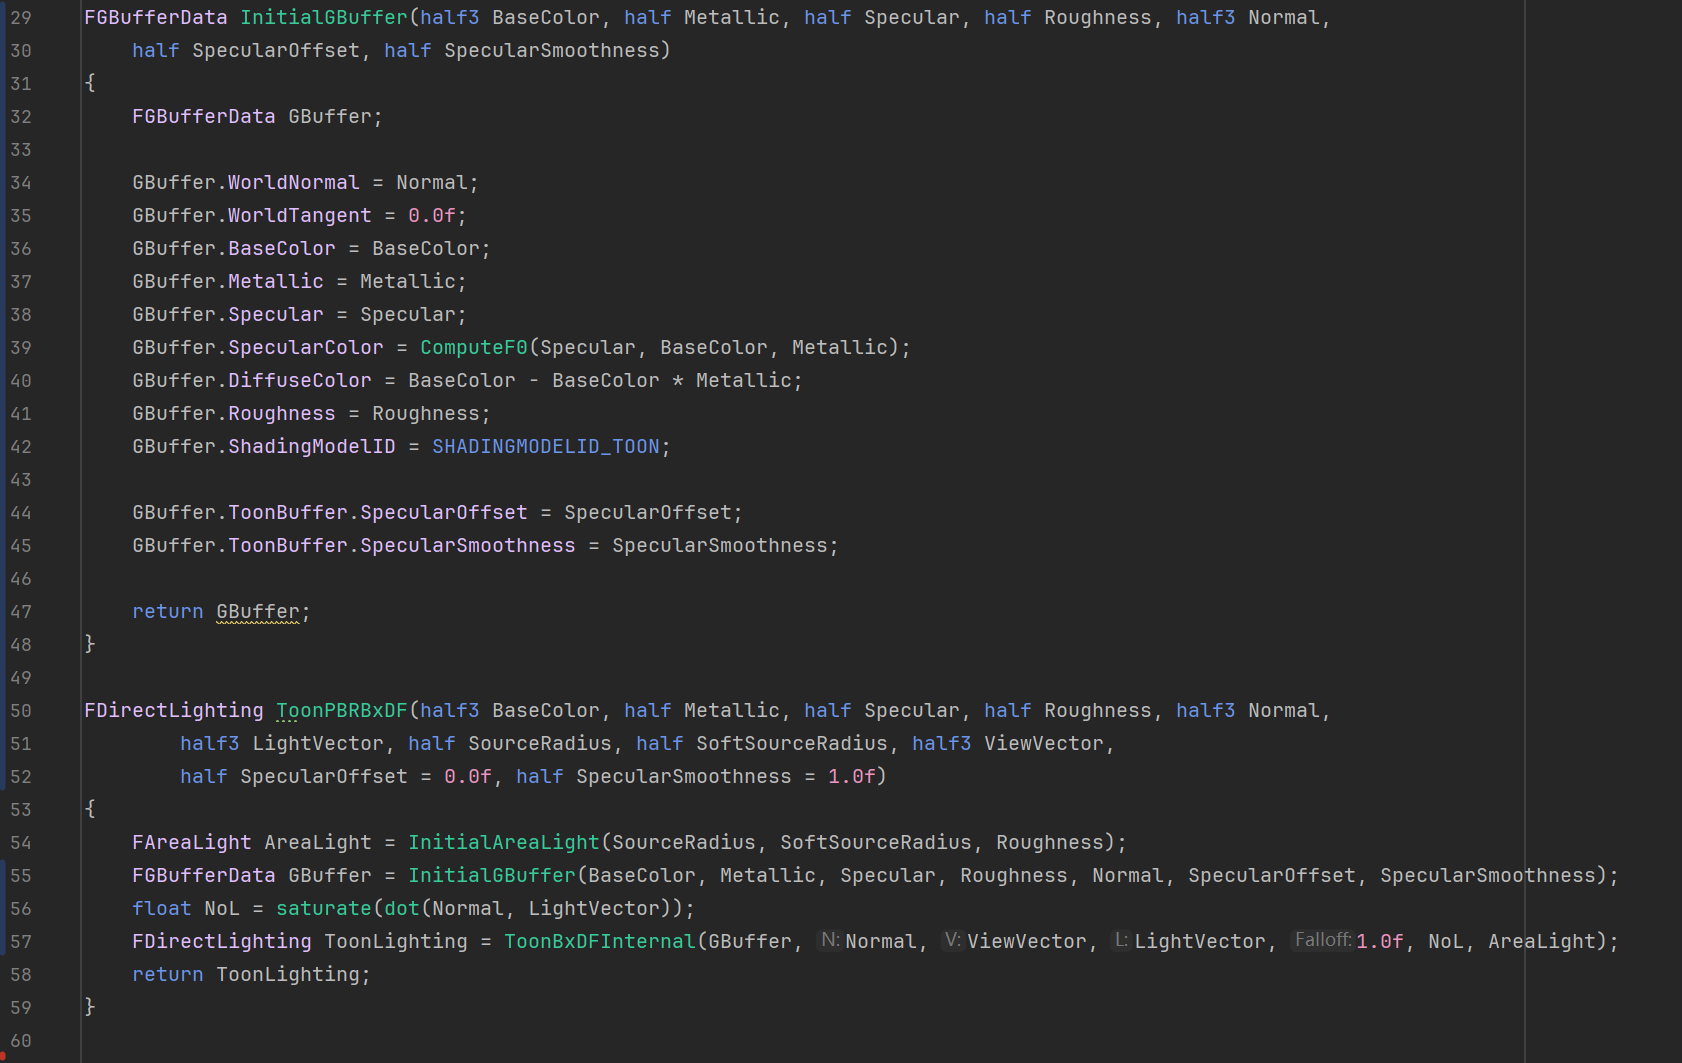 29 FGBufferData InitialGBuffer(half3 BaseColor, half Metallic, half Specular, half Roughness, half3 Normal,
30     half SpecularOffset, half SpecularSmoothness)
31 {
32     FGBufferData GBuffer;
33
34     GBuffer.WorldNormal = Normal;
35     GBuffer.WorldTangent = 0.0f;
36     GBuffer.BaseColor = BaseColor;
37     GBuffer.Metallic = Metallic;
38     GBuffer.Specular = Specular;
39     GBuffer.SpecularColor = ComputeF0(Specular, BaseColor, Metallic);
40     GBuffer.DiffuseColor = BaseColor - BaseColor * Metallic;
41     GBuffer.Roughness = Roughness;
42     GBuffer.ShadingModelID = SHADINGMODELID_TOON;
43
44     GBuffer.ToonBuffer.SpecularOffset = SpecularOffset;
45     GBuffer.ToonBuffer.SpecularSmoothness = SpecularSmoothness;
46
47     return GBuffer;
48 }
49
50 FDirectLighting ToonPBRBxDF(half3 BaseColor, half Metallic, half Specular, half Roughness, half3 Normal,
51         half3 LightVector, half SourceRadius, half SoftSourceRadius, half3 ViewVector,
52         half SpecularOffset = 0.0f, half SpecularSmoothness = 1.0f)
53 {
54     FAreaLight AreaLight = InitialAreaLight(SourceRadius, SoftSourceRadius, Roughness);
55     FGBufferData GBuffer = InitialGBuffer(BaseColor, Metallic, Specular, Roughness, Normal, SpecularOffset, SpecularSmoothness);
56     float NoL = saturate(dot(Normal, LightVector));
57     FDirectLighting ToonLighting = ToonBxDFInternal(GBuffer, N: Normal, V: ViewVector, L: LightVector, Falloff: 1.0f, NoL, AreaLight);
58     return ToonLighting;
59 }
60